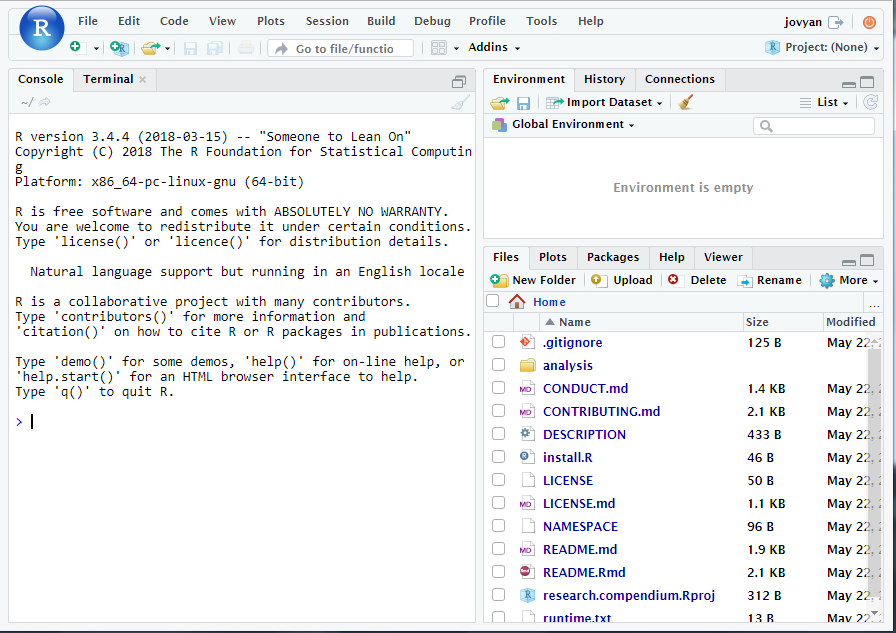 R
File Edit Code View Plots Session Build Debug Profile Tools Help
jovyan
Go to file/functio
Addins
Project: (None)
Console Terminal
~/
R version 3.4.4 (2018-03-15) -- "Someone to Lean On"
Copyright (C) 2018 The R Foundation for Statistical Computin
g
Platform: x86_64-pc-linux-gnu (64-bit)
R is free software and comes with ABSOLUTELY NO WARRANTY.
You are welcome to redistribute it under certain conditions.
Type 'license()' or 'licence()' for distribution details.
Natural language support but running in an English locale
R is a collaborative project with many contributors.
Type 'contributors()' for more information and
'citation()' on how to cite R or R packages in publications.
Type 'demo()' for some demos, 'help()' for on-line help, or
'help.start()' for an HTML browser interface to help.
Type 'q()' to quit R.
>
Environment History Connections
Import Dataset
List
Global Environment
Environment is empty
Files Plots Packages Help Viewer
New Folder Upload Delete Rename More
Home ...
Name Size Modified
.gitignore 125 B May 22,
analysis
CONDUCT.md 1.4 KB May 22,
CONTRIBUTING.md 2.1 KB May 22,
DESCRIPTION 433 B May 22,
install.R 46 B May 22,
LICENSE 50 B May 22,
LICENSE.md 1.1 KB May 22,
NAMESPACE 96 B May 22,
README.md 1.9 KB May 22,
README.Rmd 2.1 KB May 22,
research.compendium.Rproj 312 B May 22,
runtime.txt 13 B May 22,